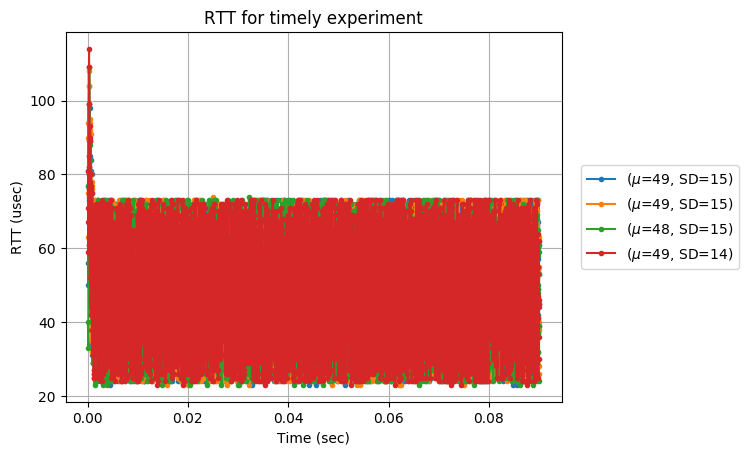 RTT for timely experiment
RTT (usec)
100
80
60
40
20
0.00
0.02
0.04
0.06
0.08
Time (sec)
(μ=49, SD=15)
(μ=49, SD=15)
(μ=48, SD=15)
(μ=49, SD=14)